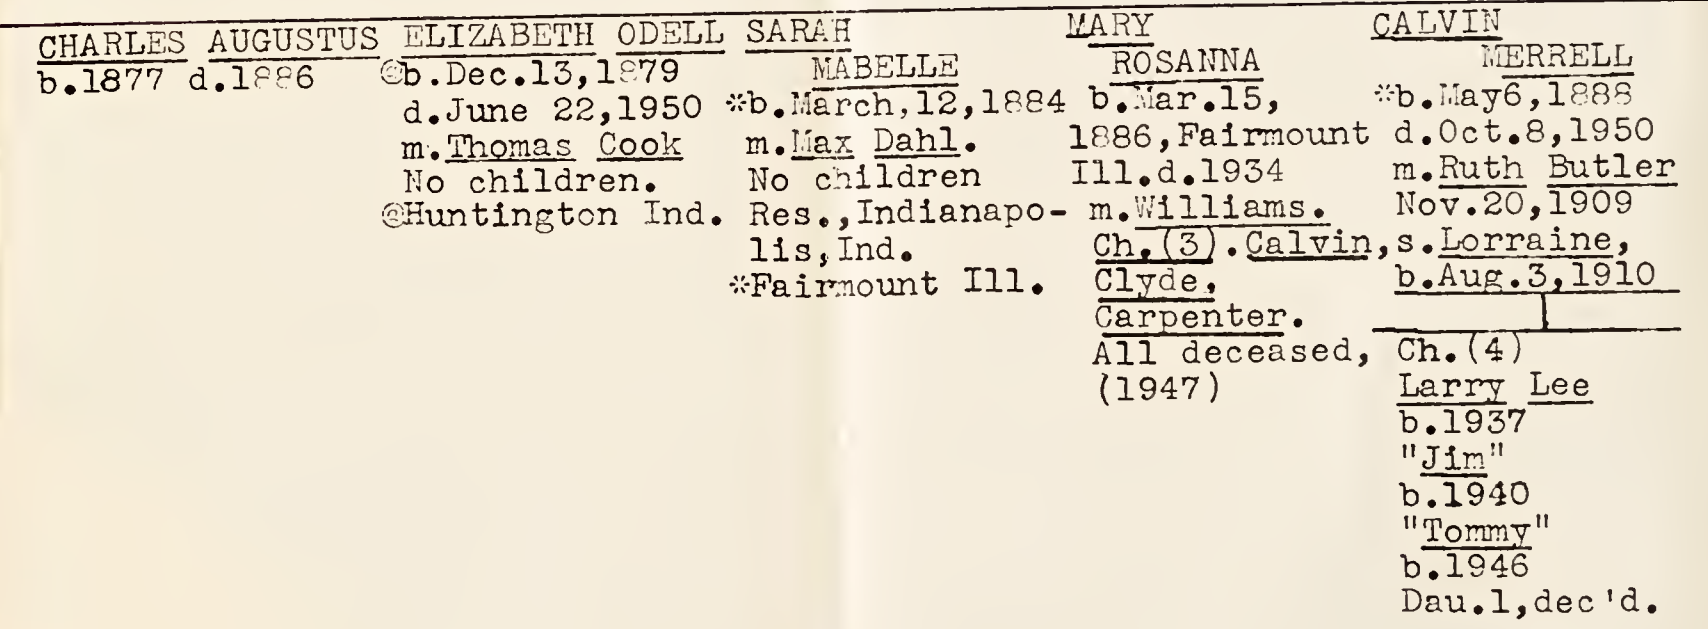 CHARLES AUGUSTUS
b.1877 d.1886
ELIZABETH ODELL
@b.Dec.13,1879
d.June 22,1950
m.Thomas Cook
No children.
@Huntington Ind.
SARAH
MABELLE
*b.March,12,1884
m.Max Dahl.
No children
Res.,Indianapo-
lis,Ind.
*Fairmount Ill.
MARY
ROSANNA
b.Mar.15,
1886,Fairmount
Ill.d.1934
m.Williams.
Ch.(3).Calvin,
Clyde,
Carpenter.
All deceased,
(1947)
CALVIN
MERRELL
*b.May6,1888
d.Oct.8,1950
m.Ruth Butler
Nov.20,1909
s.Lorraine,
b.Aug.3,1910
Ch.(4)
Larry Lee
b.1937
"Jim"
b.1940
"Tommy"
b.1946
Dau.1,dec'd.